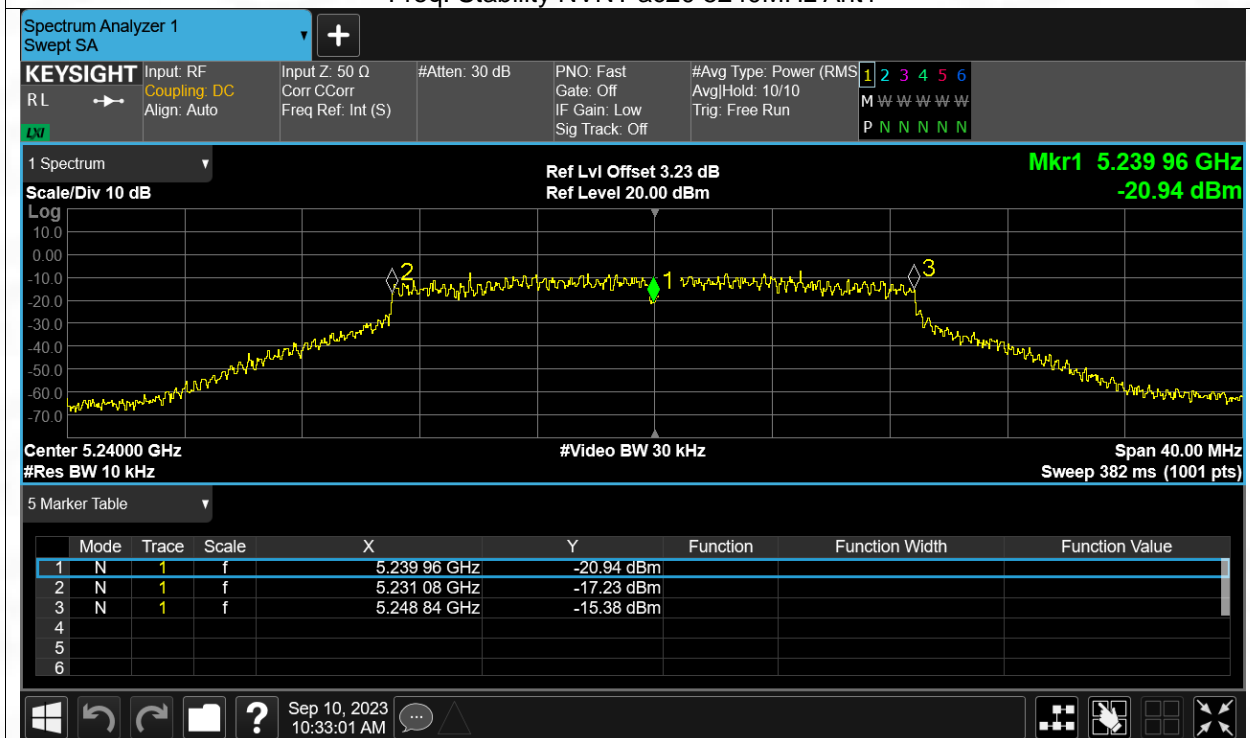 Freq. Stability NVNT ac20 5240MHz Ant1
Spectrum Analyzer 1
Swept SA
KEYSIGHT
RL
LXI
Input: RF
Coupling: DC
Align: Auto
Input Z: 50 Ω
Corr CCorr
Freq Ref: Int (S)
#Atten: 30 dB
PNO: Fast
Gate: Off
IF Gain: Low
Sig Track: Off
#Avg Type: Power (RMS
Avg|Hold: 10/10
Trig: Free Run
1 2 3 4 5 6
M W W W W W
P N N N N N
1 Spectrum
Scale/Div 10 dB
Ref Lvl Offset 3.23 dB
Ref Level 20.00 dBm
Mkr1 5.239 96 GHz
-20.94 dBm
Log
10.0
0.00
-10.0
-20.0
-30.0
-40.0
-50.0
-60.0
-70.0
2
1
3
Center 5.24000 GHz
#Video BW 30 kHz
Span 40.00 MHz
#Res BW 10 kHz
Sweep 382 ms (1001 pts)
5 Marker Table
Mode Trace Scale X Y Function Function Width Function Value
1 N 1 f 5.239 96 GHz -20.94 dBm
2 N 1 f 5.231 08 GHz -17.23 dBm
3 N 1 f 5.248 84 GHz -15.38 dBm
4
5
6
?
Sep 10, 2023
10:33:01 AM